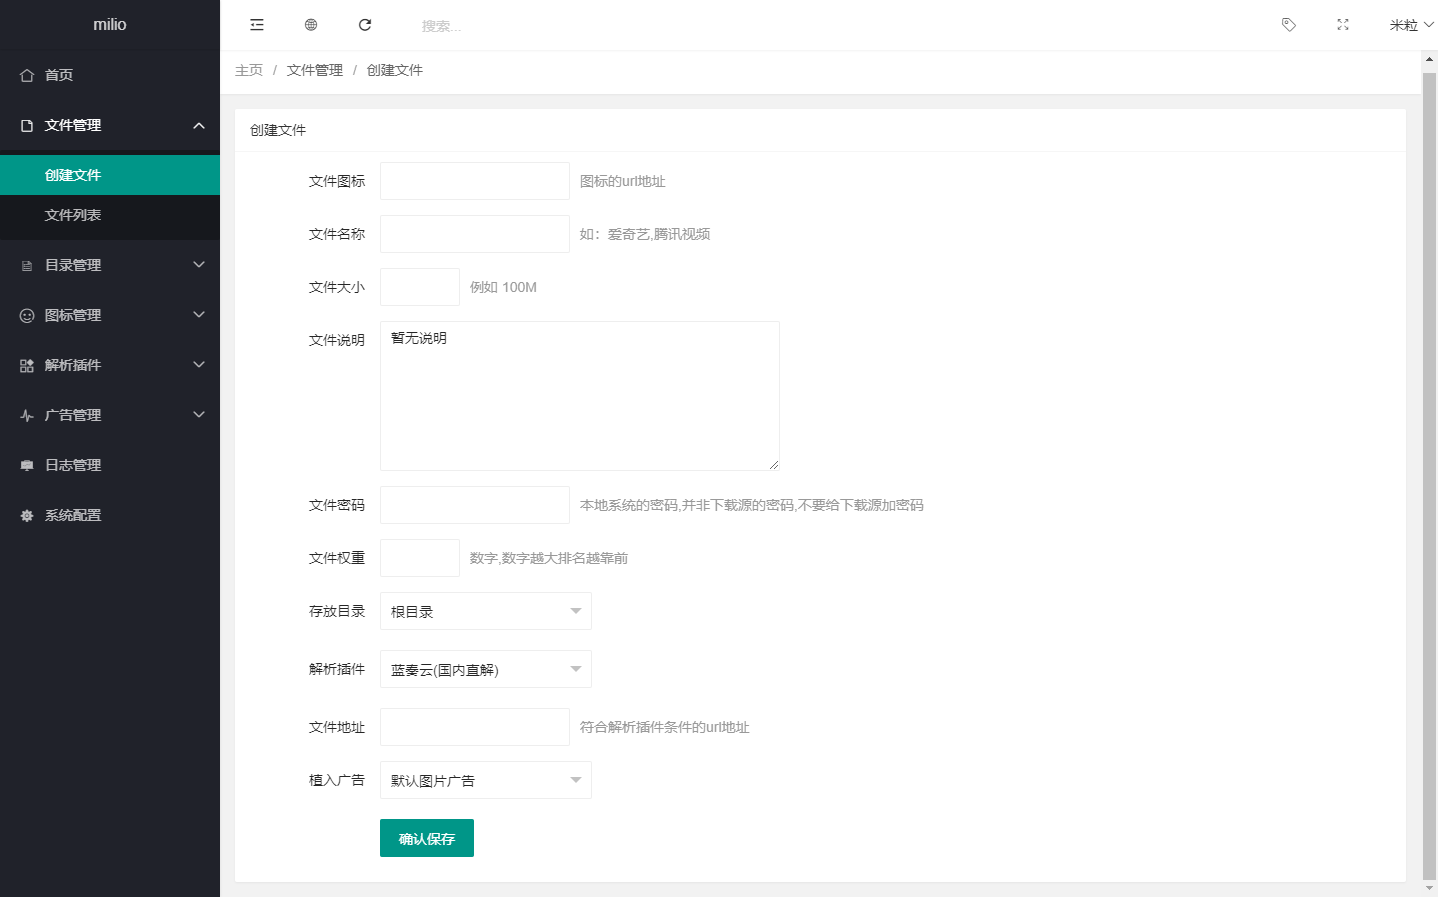 milio
首页
文件管理
创建文件
文件列表
目录管理
图标管理
解析插件
广告管理
日志管理
系统配置
搜索...
米粒
主页 / 文件管理 / 创建文件
创建文件
文件图标 图标的url地址
文件名称 如：爱奇艺,腾讯视频
文件大小 例如 100M
文件说明 暂无说明
文件密码 本地系统的密码,并非下载源的密码,不要给下载源加密码
文件权重 数字,数字越大排名越靠前
存放目录 根目录
解析插件 蓝奏云(国内直解)
文件地址 符合解析插件条件的url地址
植入广告 默认图片广告
确认保存